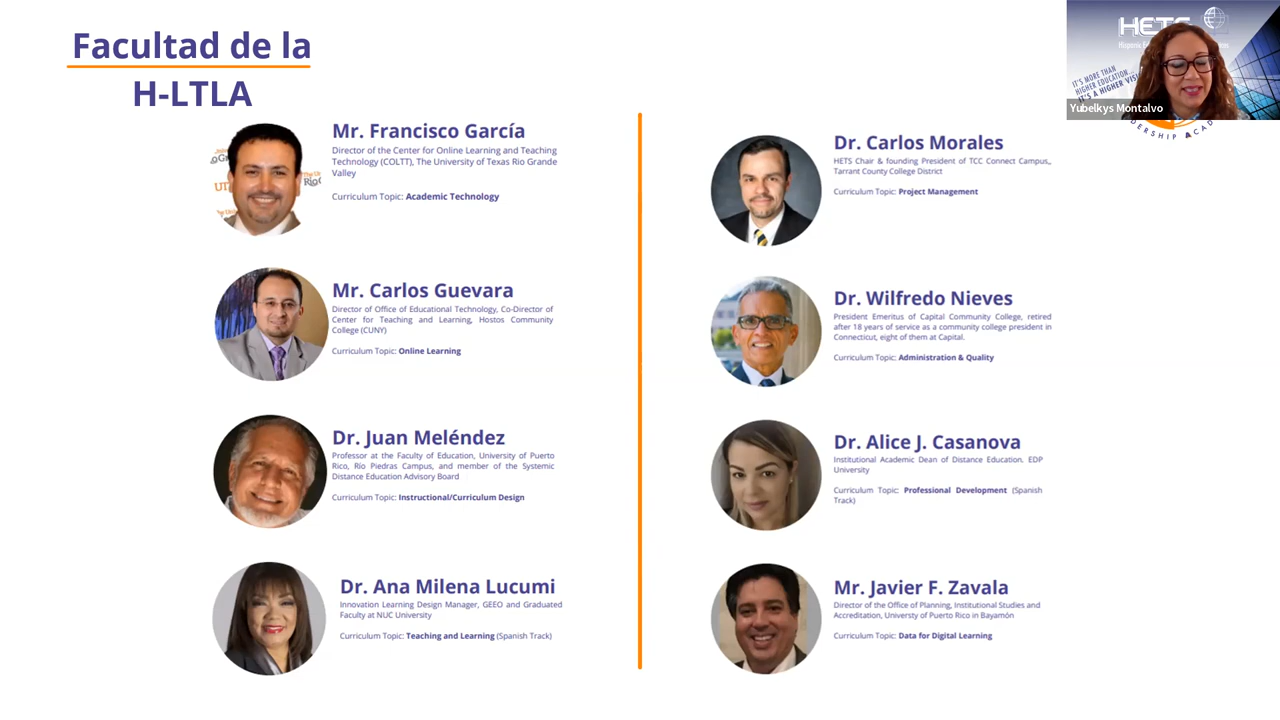 Facultad de la
H-LTLA
Mr. Francisco García
Director of the Center for Online Learning and Teaching
Technology (COLTT), The University of Texas Rio Grande
Valley
Curriculum Topic: Academic Technology
Mr. Carlos Guevara
Director of Office of Educational Technology, Co-Director of
Center for Teaching and Learning, Hostos Community
College (CUNY)
Curriculum Topic: Online Learning
Dr. Juan Meléndez
Professor at the Faculty of Education, University of Puerto
Rico, Río Piedras Campus, and member of the Systemic
Distance Education Advisory Board
Curriculum Topic: Instructional/Curriculum Design
Dr. Ana Milena Lucumi
Innovation Learning Design Manager, GEEO and Graduated
Faculty at NUC University
Curriculum Topic: Teaching and Learning (Spanish Track)
Dr. Carlos Morales
HETS Chair & founding President of TCC Connect Campus,,
Tarrant County College District
Curriculum Topic: Project Management
Dr. Wilfredo Nieves
President Emeritus of Capital Community College, retired
after 18 years of service as a community college president in
Connecticut, eight of them at Capital.
Curriculum Topic: Administration & Quality
Dr. Alice J. Casanova
Institutional Academic Dean of Distance Education. EDP
University
Curriculum Topic: Professional Development (Spanish
Track)
Mr. Javier F. Zavala
Director of the Office of Planning, Institutional Studies and
Accreditation, Universty of Puerto Rico in Bayamón
Curriculum Topic: Data for Digital Learning
HETS
IT'S MORE THAN
HIGHER EDUCATION...
IT'S A HIGHER
Yubelkys Montalvo